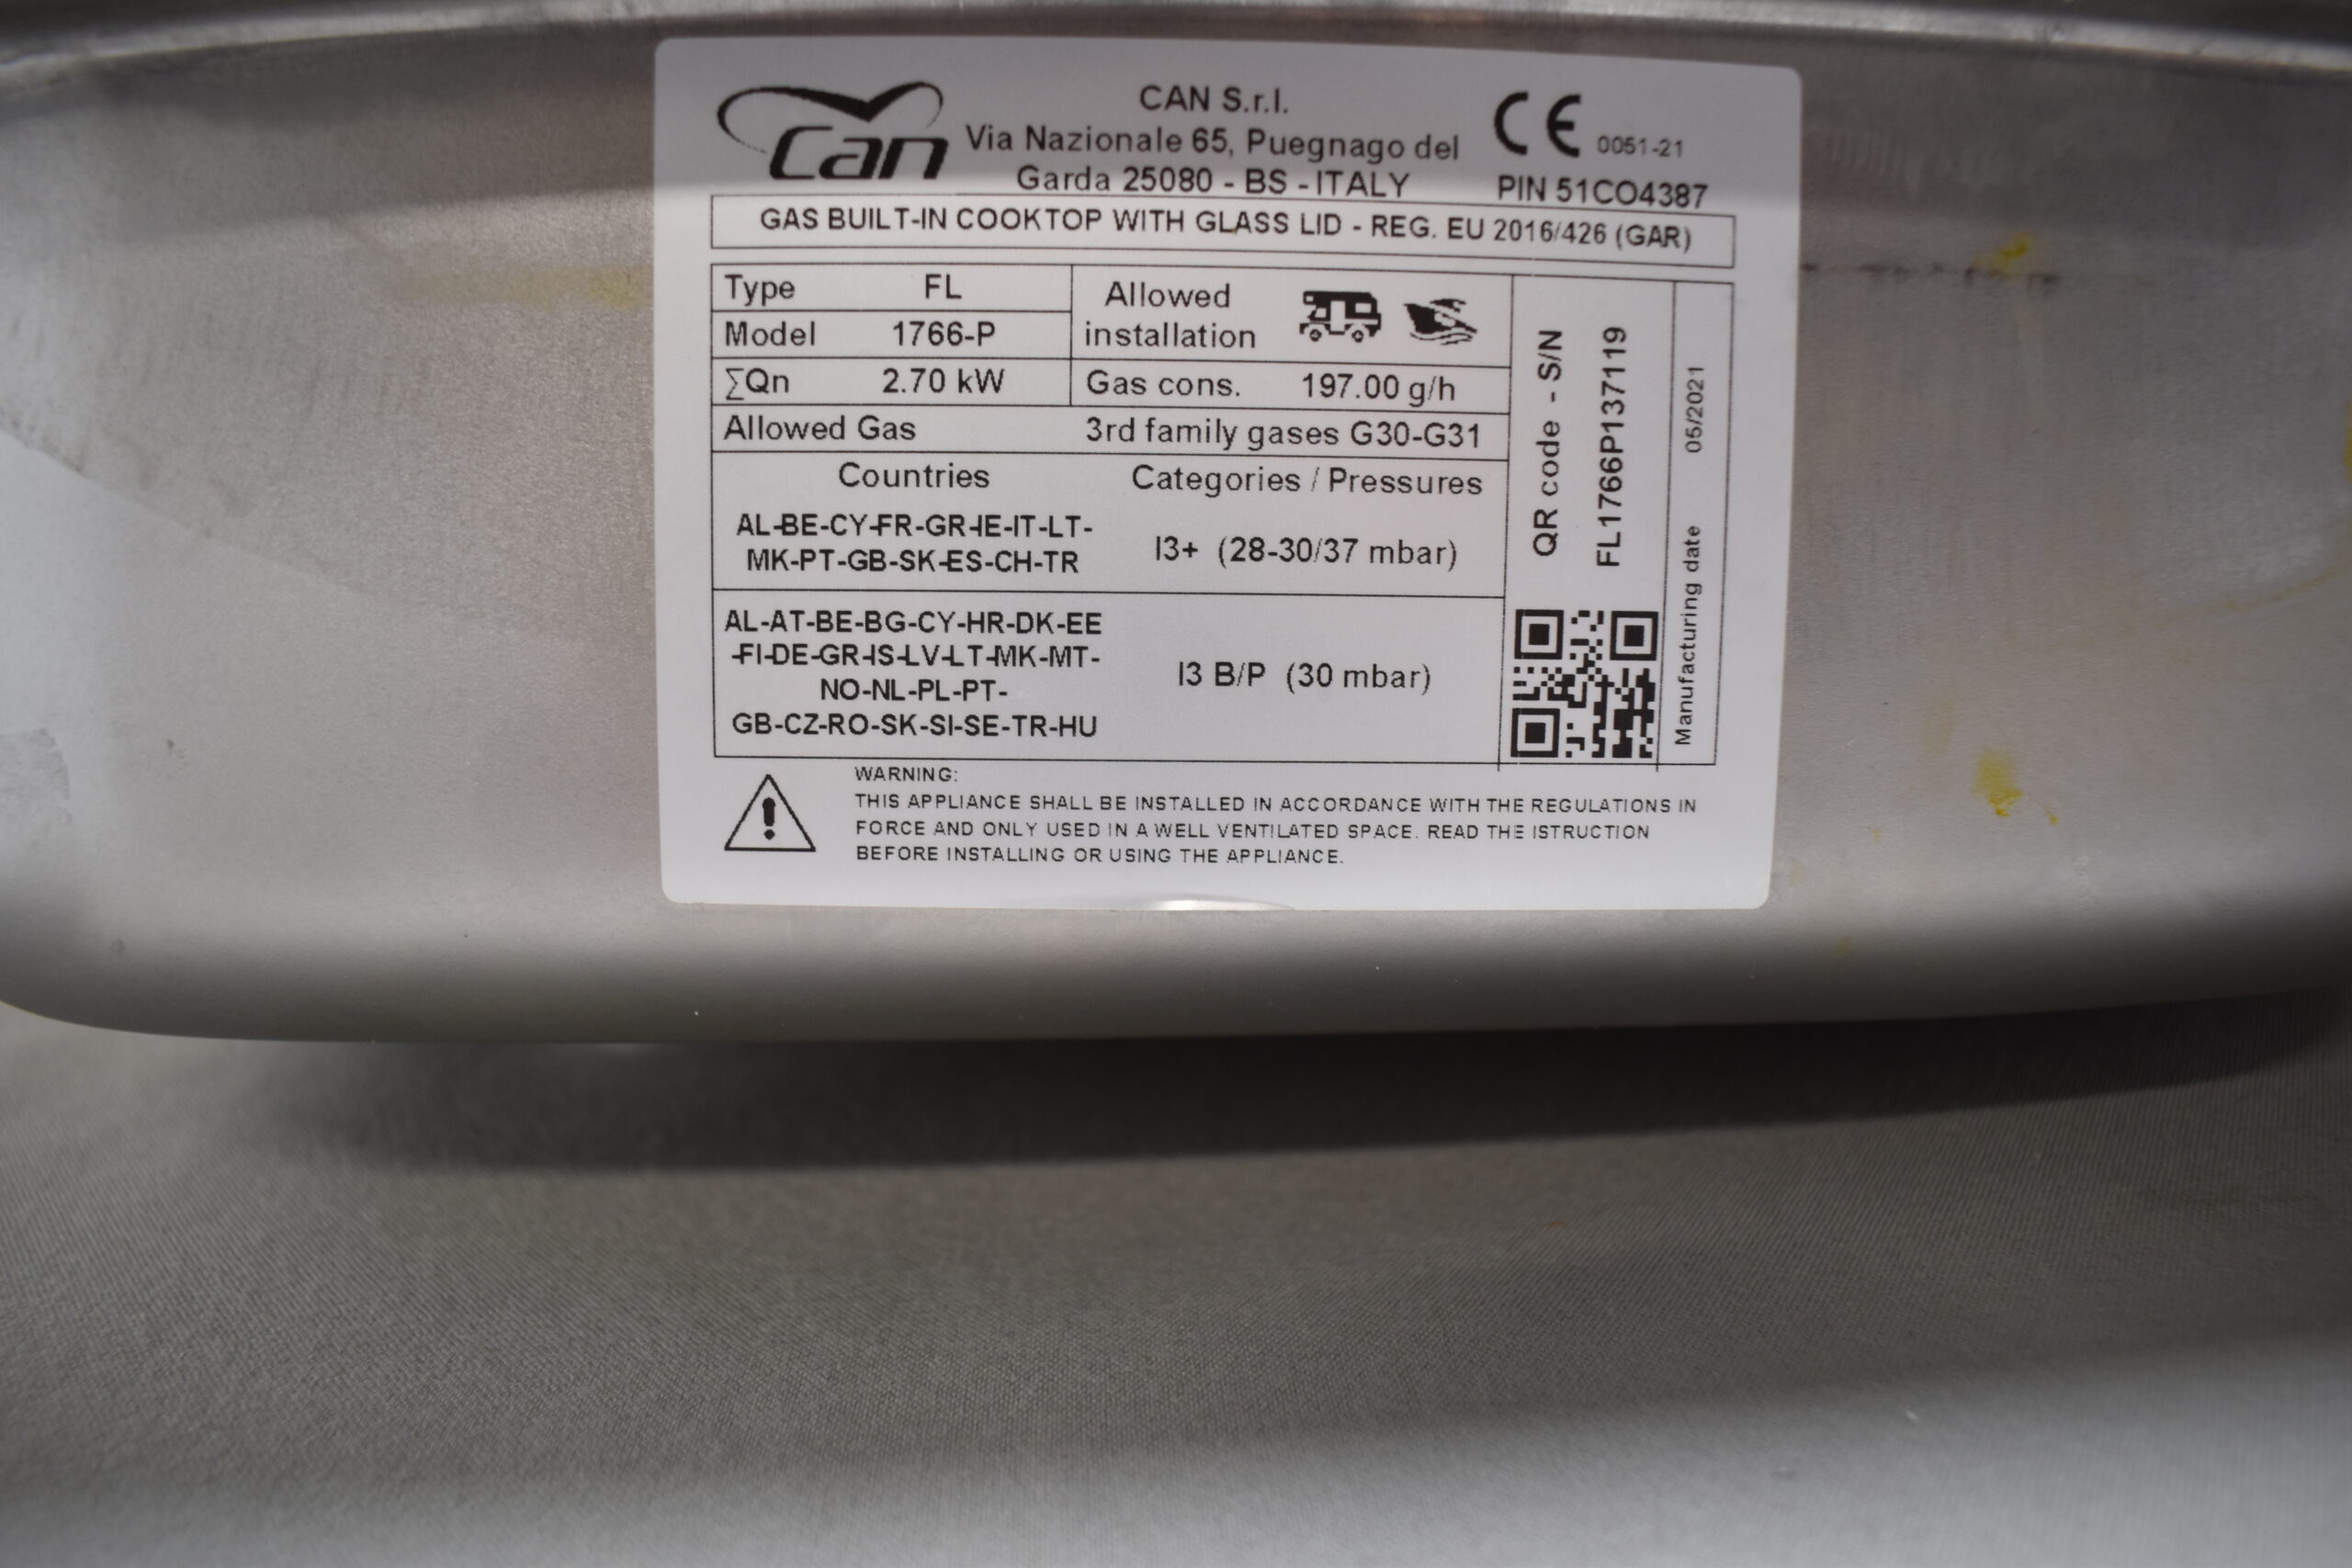 Can
CAN S.r.l.
Via Nazionale 65, Puegnago del
Garda 25080 - BS - ITALY
CE 0051-21
PIN 51CO4387
GAS BUILT-IN COOKTOP WITH GLASS LID - REG. EU 2016/426 (GAR)
Type FL
Model 1766-P
Allowed
installation
∑Qn 2.70 kW
Gas cons. 197.00 g/h
Allowed Gas 3rd family gases G30-G31
Countries Categories / Pressures
AL-BE-CY-FR-GR-IE-IT-LT-
MK-PT-GB-SK-ES-CH-TR
I3+ (28-30/37 mbar)
AL-AT-BE-BG-CY-HR-DK-EE
-FI-DE-GR-IS-LV-LT-MK-MT-
NO-NL-PL-PT-
GB-CZ-RO-SK-SI-SE-TR-HU
I3 B/P (30 mbar)
QR code - S/N
FL1766P137119
Manufacturing date 05/2021
WARNING:
THIS APPLIANCE SHALL BE INSTALLED IN ACCORDANCE WITH THE REGULATIONS IN
FORCE AND ONLY USED IN A WELL VENTILATED SPACE. READ THE ISTRUCTION
BEFORE INSTALLING OR USING THE APPLIANCE.